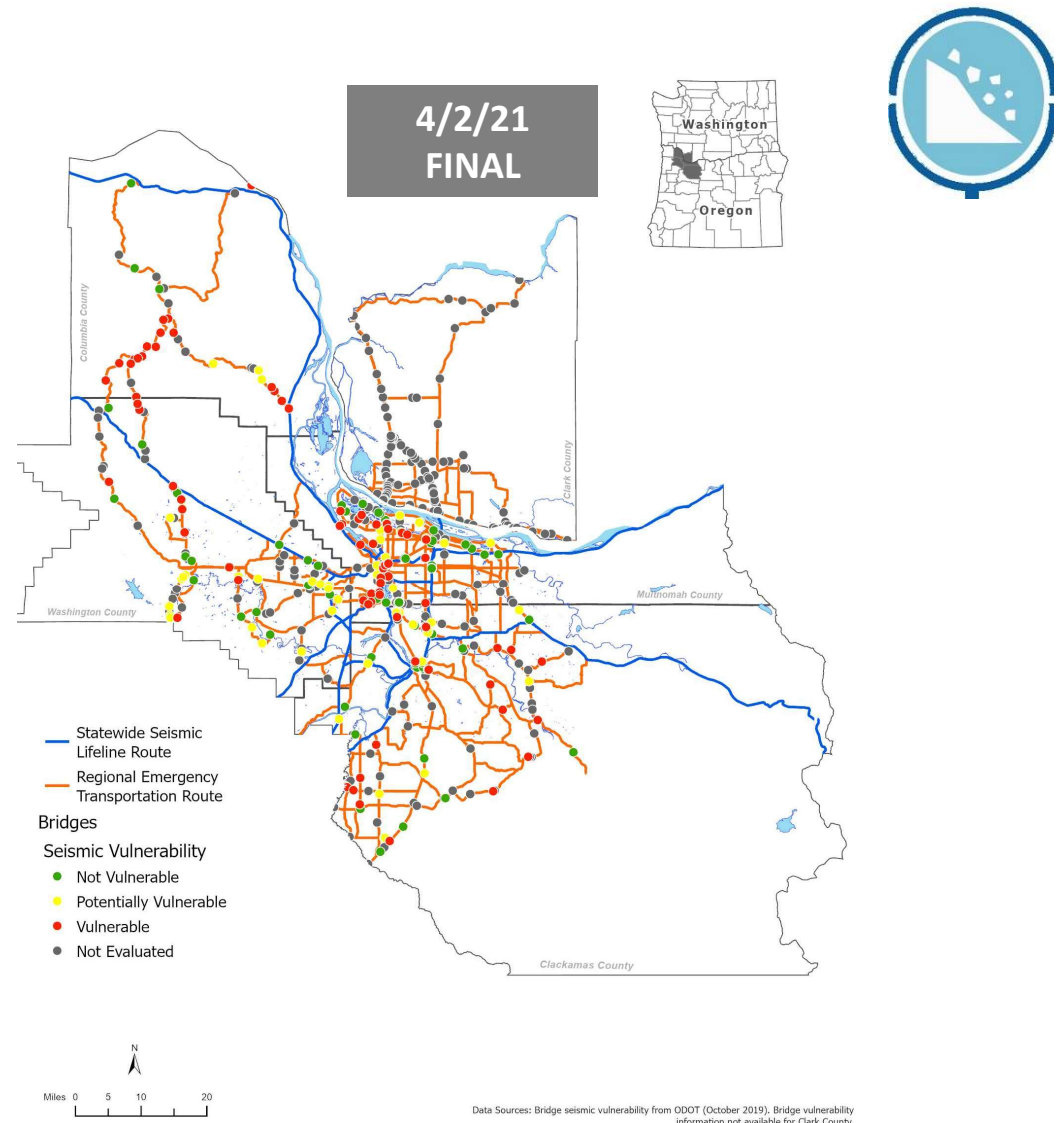 4/2/21
FINAL
Washington
Oregon
Columbia County
Clark County
Washington County
Multnomah County
Clackamas County
Statewide Seismic
Lifeline Route
Regional Emergency
Transportation Route
Bridges
Seismic Vulnerability
Not Vulnerable
Potentially Vulnerable
Vulnerable
Not Evaluated
N
Miles 0 5 10 20
Data Sources: Bridge seismic vulnerability from ODOT (October 2019). Bridge vulnerability
information not available for Clark County.